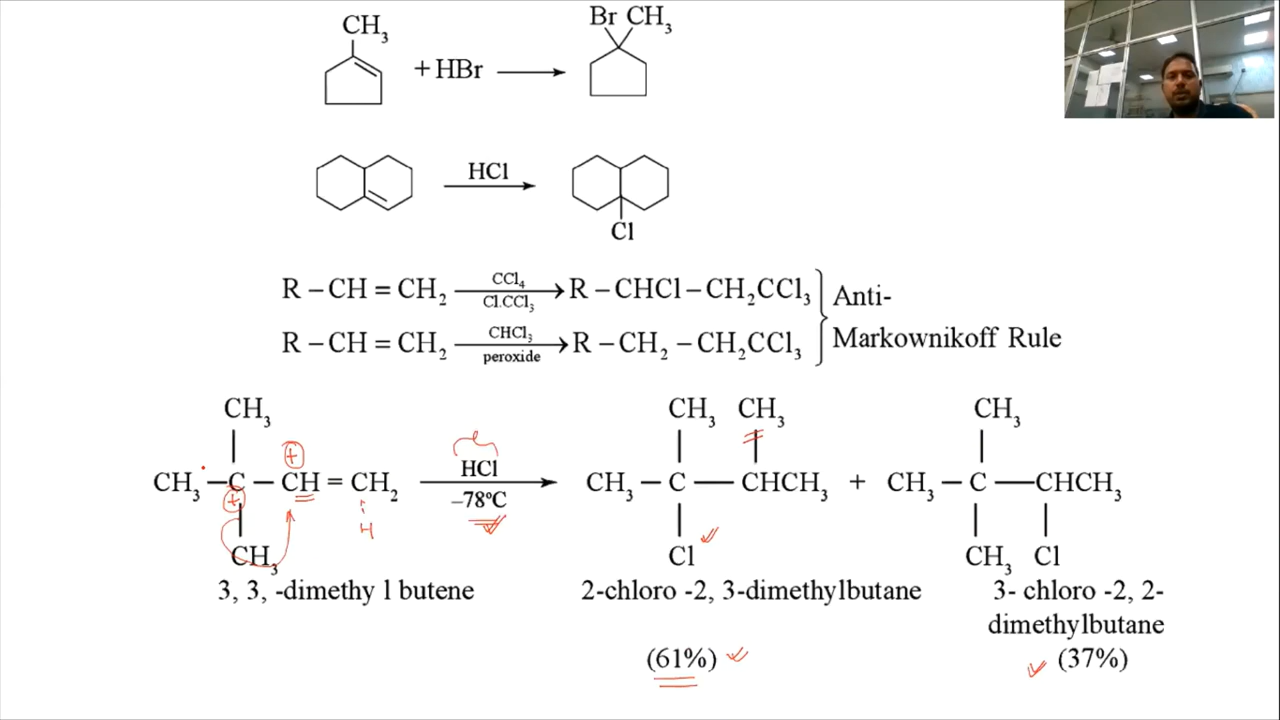 CH₃
+ HBr ⟶
Br CH₃
HCl
Cl
R – CH = CH₂ CCl₄ Cl.CCl₃ ⟶ R – CHCl – CH₂CCl₃
R – CH = CH₂ CHCl₃ peroxide ⟶ R – CH₂ – CH₂CCl₃
Anti-
Markownikoff Rule
CH₃ CH₃ CH₃ CH₃
+
CH₃ – C – CH = CH₂ HCl –78ºC ⟶ CH₃ – C — CHCH₃ + CH₃ – C — CHCH₃
+
H
CH₃ Cl CH₃ Cl
3, 3, -dimethy l butene 2-chloro -2, 3-dimethylbutane 3- chloro -2, 2-
dimethylbutane
(61%) (37%)